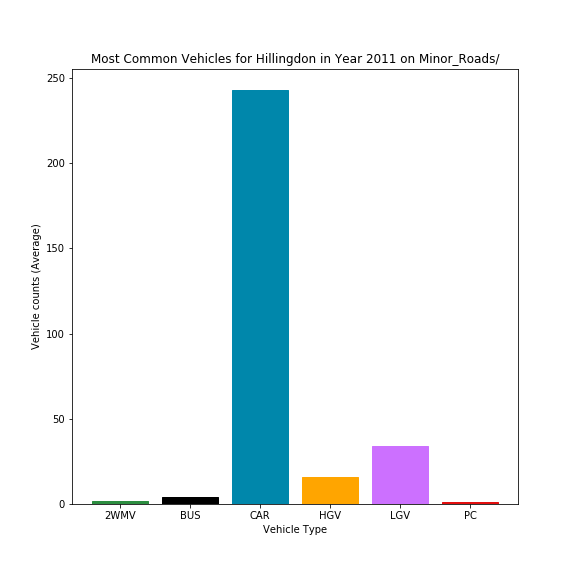 Most Common Vehicles for Hillingdon in Year 2011 on Minor_Roads/
250
200
150
100
50
0
Vehicle counts (Average)
2WMV BUS CAR HGV LGV PC
Vehicle Type